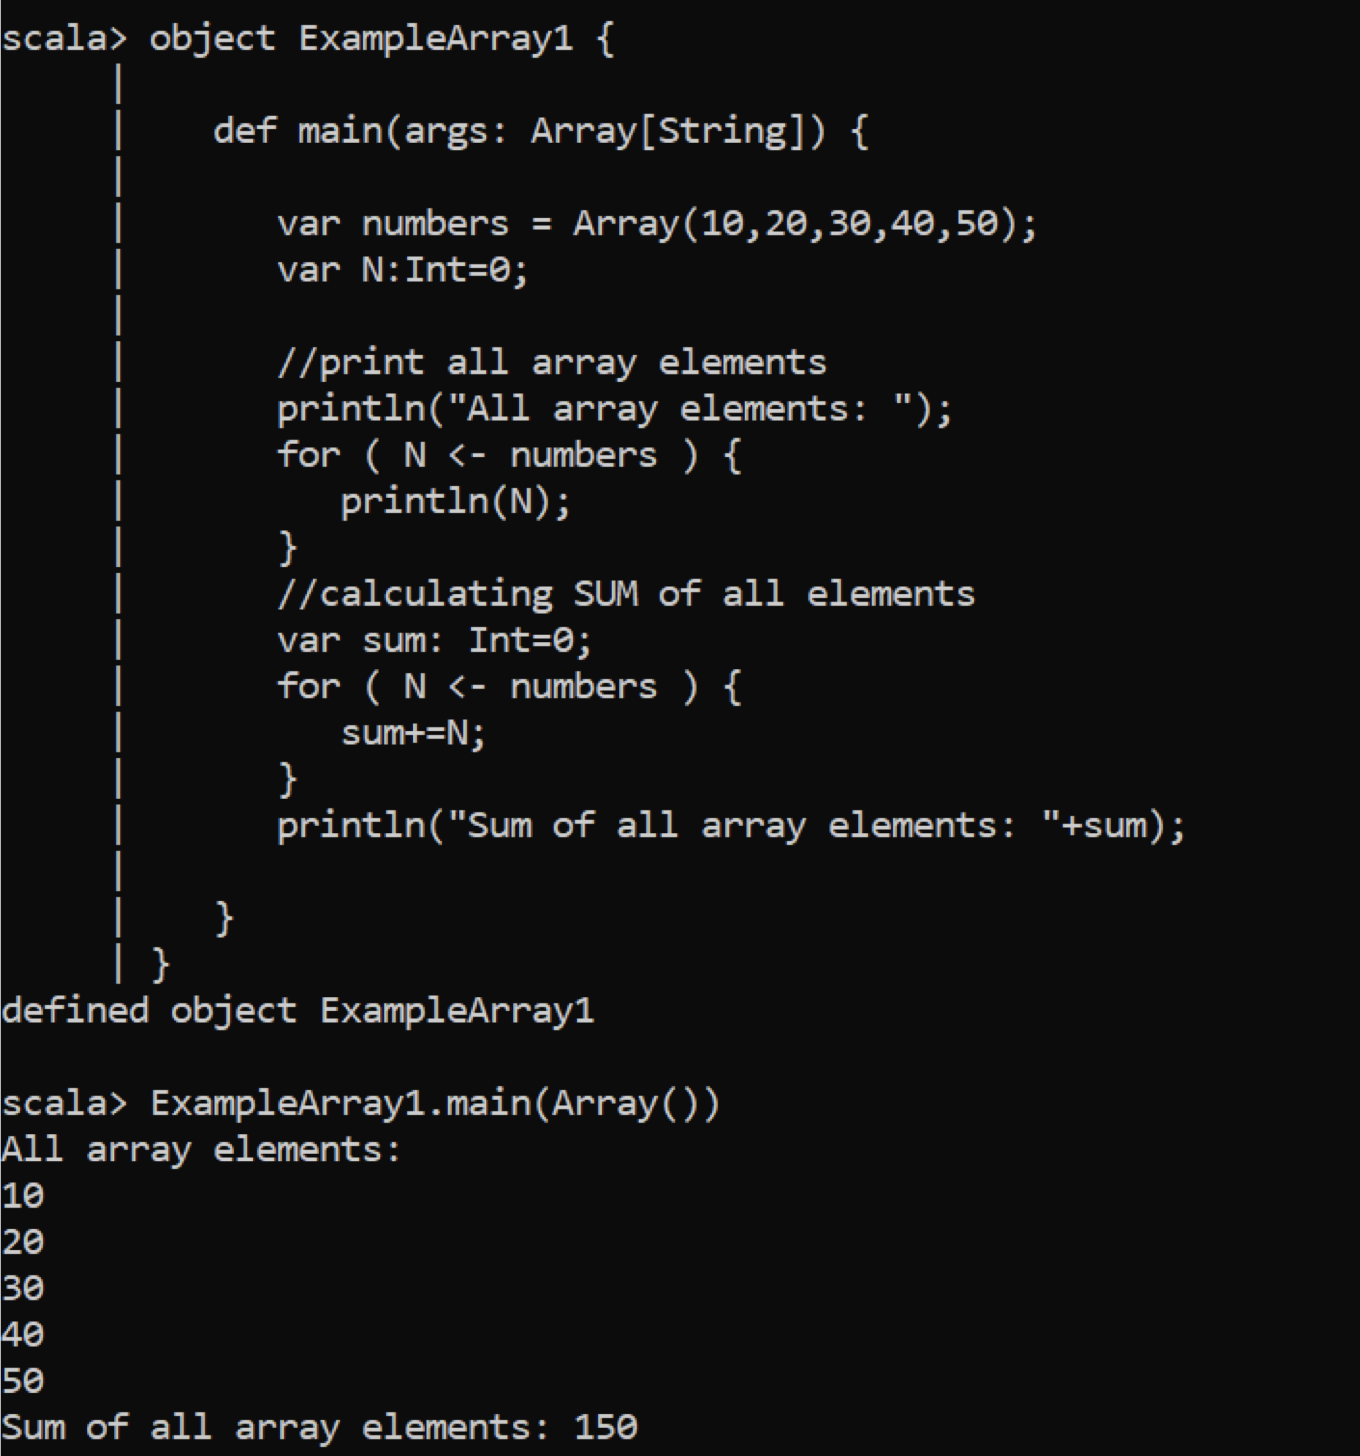 scala> object ExampleArray1 {
     |
     |    def main(args: Array[String]) {
     |
     |       var numbers = Array(10,20,30,40,50);
     |       var N:Int=0;
     |
     |       //print all array elements
     |       println("All array elements: ");
     |       for ( N <- numbers ) {
     |          println(N);
     |       }
     |       //calculating SUM of all elements
     |       var sum: Int=0;
     |       for ( N <- numbers ) {
     |          sum+=N;
     |       }
     |       println("Sum of all array elements: "+sum);
     |
     |    }
     | }
defined object ExampleArray1

scala> ExampleArray1.main(Array())
All array elements:
10
20
30
40
50
Sum of all array elements: 150